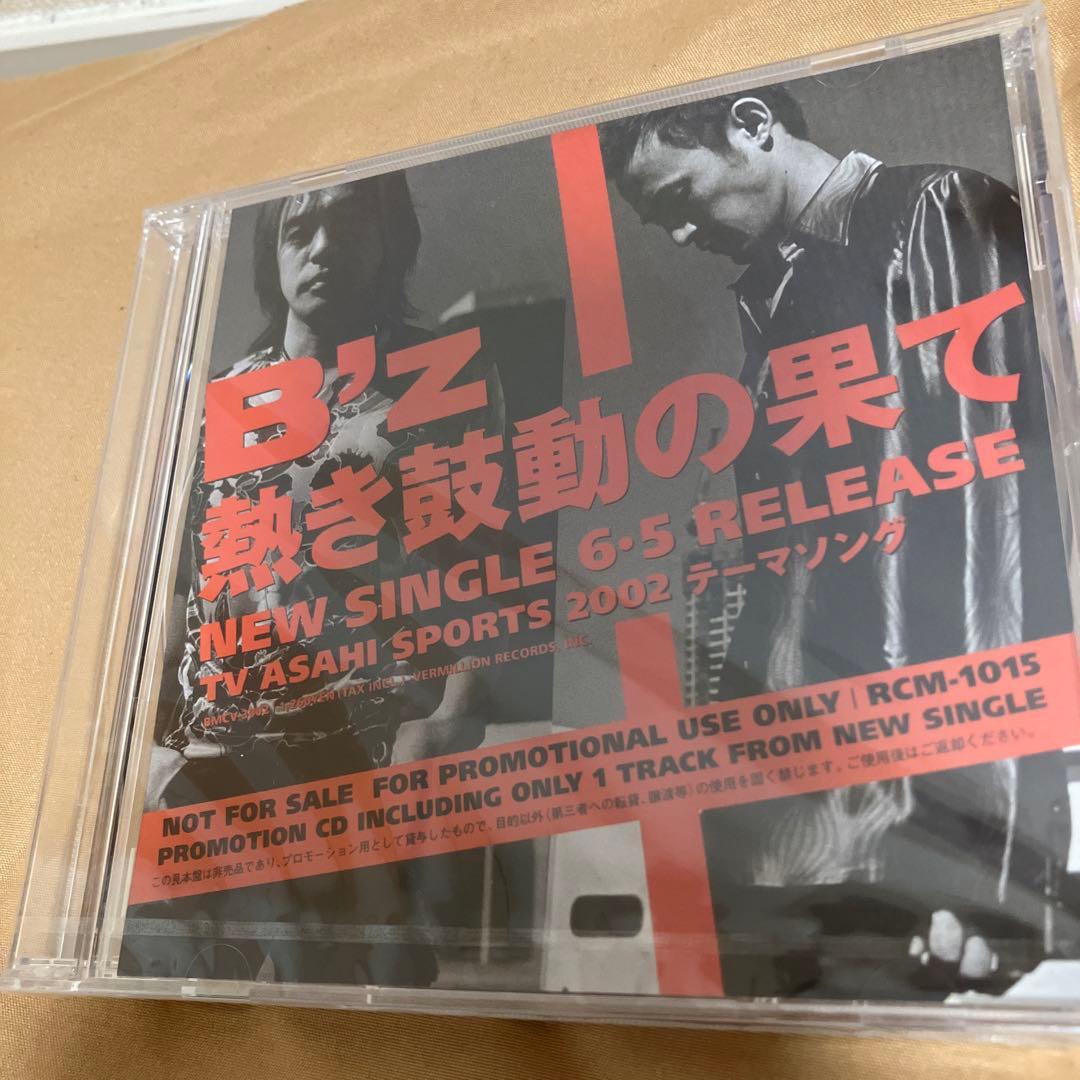 B'z
熱き鼓動の果て
NEW SINGLE 6・5 RELEASE
TV ASAHI SPORTS 2002 テーマソング
(TAX INCL.) VERMILLION RECORDS, INC.
NOT FOR SALE FOR PROMOTIONAL USE ONLY | RCM-1015
PROMOTION CD INCLUDING ONLY 1 TRACK FROM NEW SINGLE
この見本盤は非売品であり、プロモーション用として貸与したもので、目的以外(第三者への転貸、譲渡等)の使用を固く禁じます。ご使用後はご返却ください。